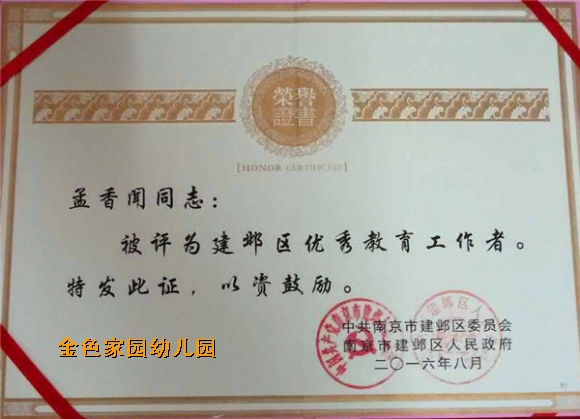 榮譽
證書
[HONOR CERTIFICATE]
孟香闻同志：
被评为建邺区优秀教育工作者。
特发此证，以资鼓励。
中共南京市建邺区委员会
南京市建邺区人民政府
二〇一六年八月
金色家园幼儿园